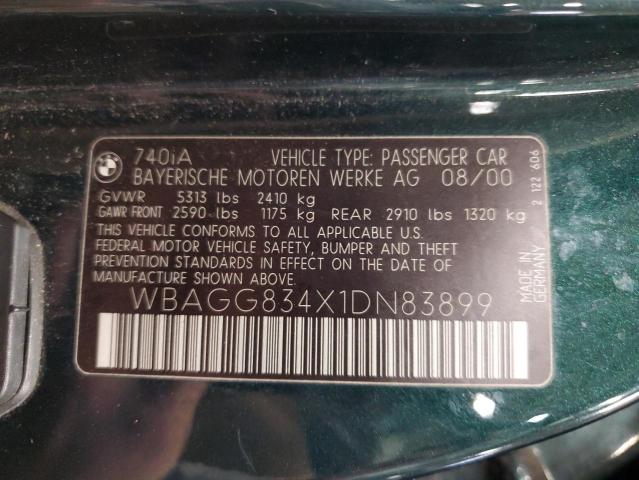 740iA VEHICLE TYPE: PASSENGER CAR
BAYERISCHE MOTOREN WERKE AG 08/00
GVWR 5313 lbs 2410 kg
GAWR FRONT 2590 lbs 1175 kg REAR 2910 lbs 1320 kg
THIS VEHICLE CONFORMS TO ALL APPLICABLE U.S.
FEDERAL MOTOR VEHICLE SAFETY, BUMPER AND THEFT
PREVENTION STANDARDS IN EFFECT ON THE DATE OF
MANUFACTURE SHOWN ABOVE.
WBAGG834X1DN83899
2 122 606
MADE IN
GERMANY